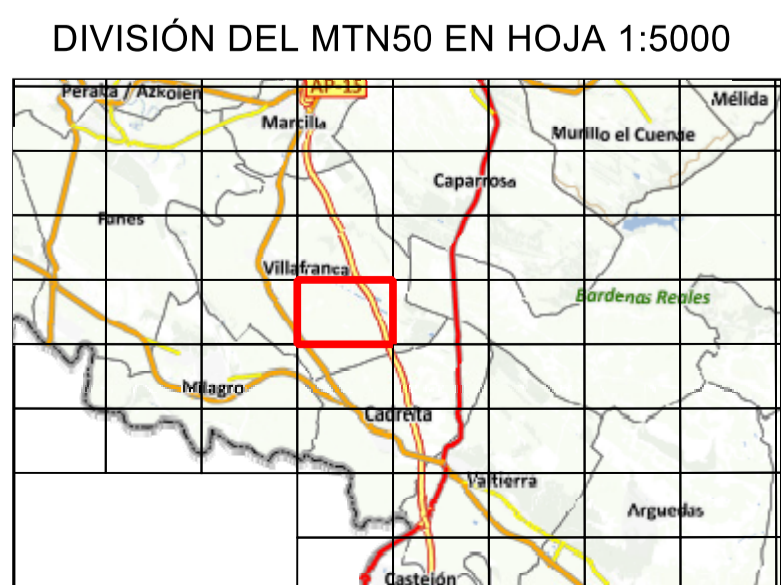 DIVISIÓN DEL MTN50 EN HOJA 1:5000
AP-15
Peralta / Azkoien
Mélida
Marcilla
Murillo el Cuende
Caparroso
Funes
Villafranca
Bardenas Reales
Milagro
Cadreita
Valtierra
Arguedas
Castejón